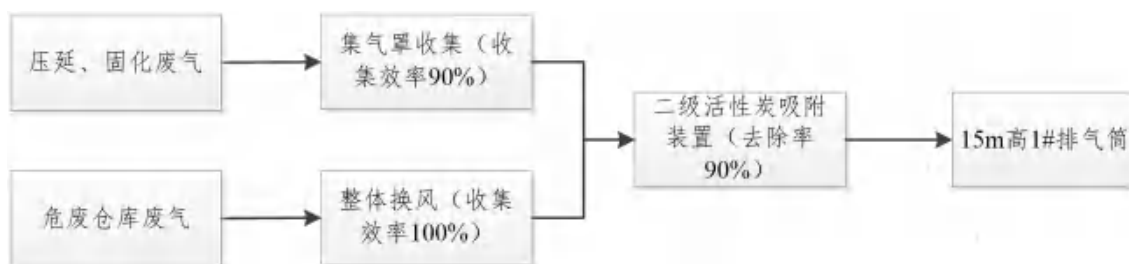 压延、固化废气
集气罩收集（收
集效率90%）
二级活性炭吸附
装置（去除率
90%）
15m高1#排气筒
危废仓库废气
整体换风（收集
效率100%）